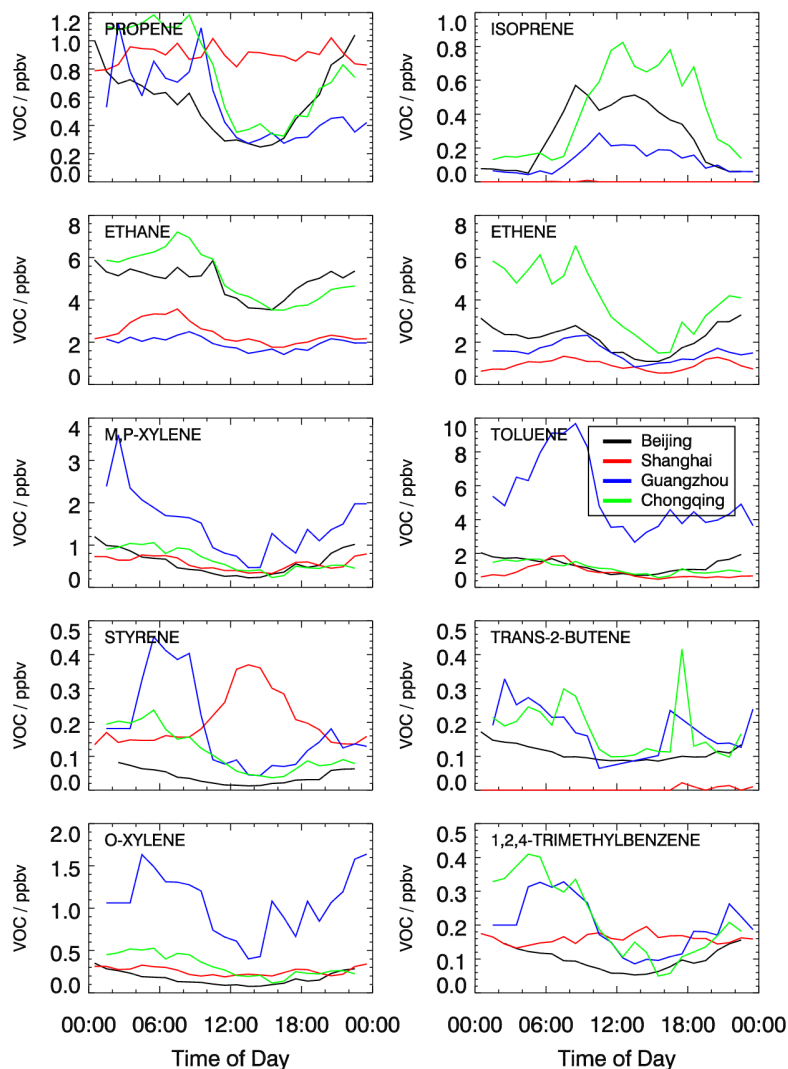 PROPENE
VOC / ppbv
1.2
1.0
0.8
0.6
0.4
0.2
0.0
ISOPRENE
VOC / ppbv
1.0
0.8
0.6
0.4
0.2
0.0
ETHANE
VOC / ppbv
8
6
4
2
0
ETHENE
VOC / ppbv
8
6
4
2
0
M,P-XYLENE
VOC / ppbv
4
3
2
1
0
TOLUENE
VOC / ppbv
10
8
6
4
2
0
Beijing
Shanghai
Guangzhou
Chongqing
STYRENE
VOC / ppbv
0.5
0.4
0.3
0.2
0.1
0.0
TRANS-2-BUTENE
VOC / ppbv
0.5
0.4
0.3
0.2
0.1
0.0
O-XYLENE
VOC / ppbv
2.0
1.5
1.0
0.5
0.0
00:00 06:00 12:00 18:00 00:00
Time of Day
1,2,4-TRIMETHYLBENZENE
VOC / ppbv
0.5
0.4
0.3
0.2
0.1
0.0
00:00 06:00 12:00 18:00 00:00
Time of Day